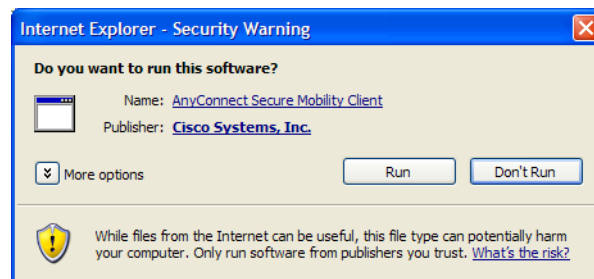 Internet Explorer - Security Warning
Do you want to run this software?
Name: AnyConnect Secure Mobility Client
Publisher: Cisco Systems, Inc.
More options
Run
Don't Run
While files from the Internet can be useful, this file type can potentially harm
your computer. Only run software from publishers you trust. What's the risk?